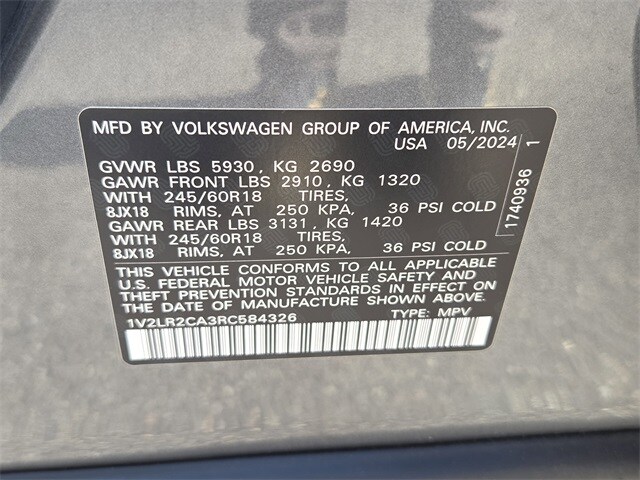 MFD BY VOLKSWAGEN GROUP OF AMERICA, INC.
USA 05/2024
GVWR LBS 5930, KG 2690
GAWR FRONT LBS 2910, KG 1320
WITH 245/60R18 TIRES,
8JX18 RIMS, AT 250 KPA, 36 PSI COLD
GAWR REAR LBS 3131, KG 1420
WITH 245/60R18 TIRES,
8JX18 RIMS, AT 250 KPA, 36 PSI COLD
THIS VEHICLE CONFORMS TO ALL APPLICABLE
U.S. FEDERAL MOTOR VEHICLE SAFETY AND
THEFT PREVENTION STANDARDS IN EFFECT ON
THE DATE OF MANUFACTURE SHOWN ABOVE.
1V2LR2CA3RC584326 TYPE: MPV
1740936 1